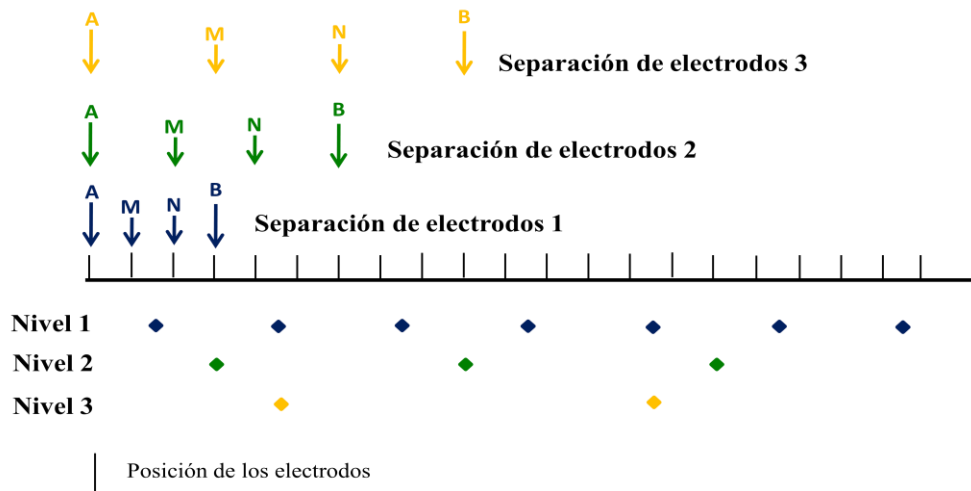 A M N B
Separación de electrodos 3
A M N B
Separación de electrodos 2
A M N B
Separación de electrodos 1
Nivel 1
Nivel 2
Nivel 3
Posición de los electrodos